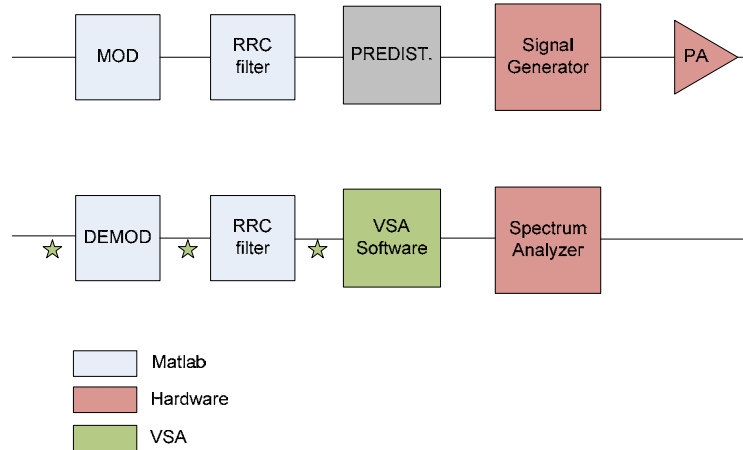 MOD
RRC
filter
PREDIST.
Signal
Generator
PA
DEMOD
RRC
filter
VSA
Software
Spectrum
Analyzer
Matlab
Hardware
VSA